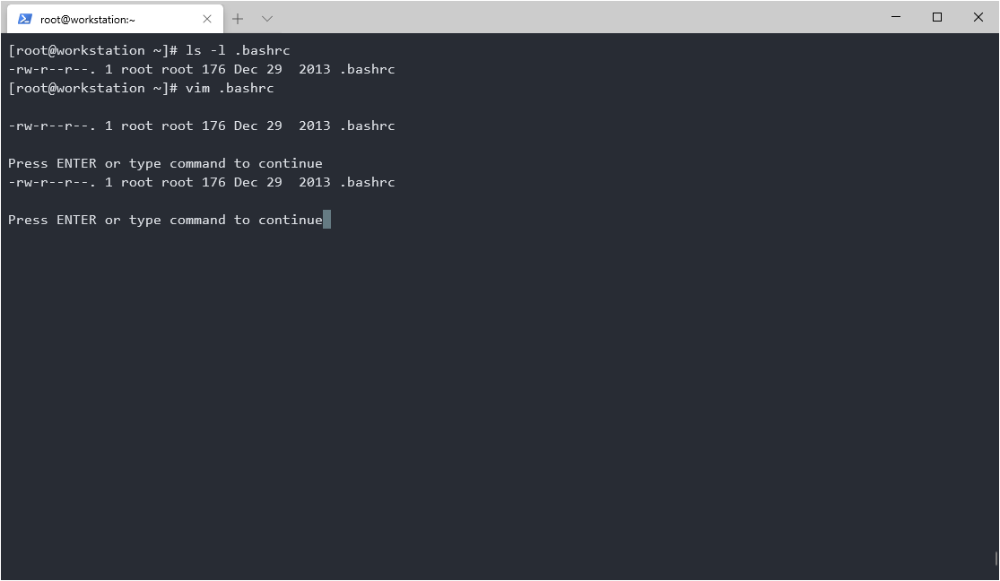 root@workstation:~
[root@workstation ~]# ls -l .bashrc
-rw-r--r--. 1 root root 176 Dec 29  2013 .bashrc
[root@workstation ~]# vim .bashrc
-rw-r--r--. 1 root root 176 Dec 29  2013 .bashrc
Press ENTER or type command to continue
-rw-r--r--. 1 root root 176 Dec 29  2013 .bashrc
Press ENTER or type command to continue